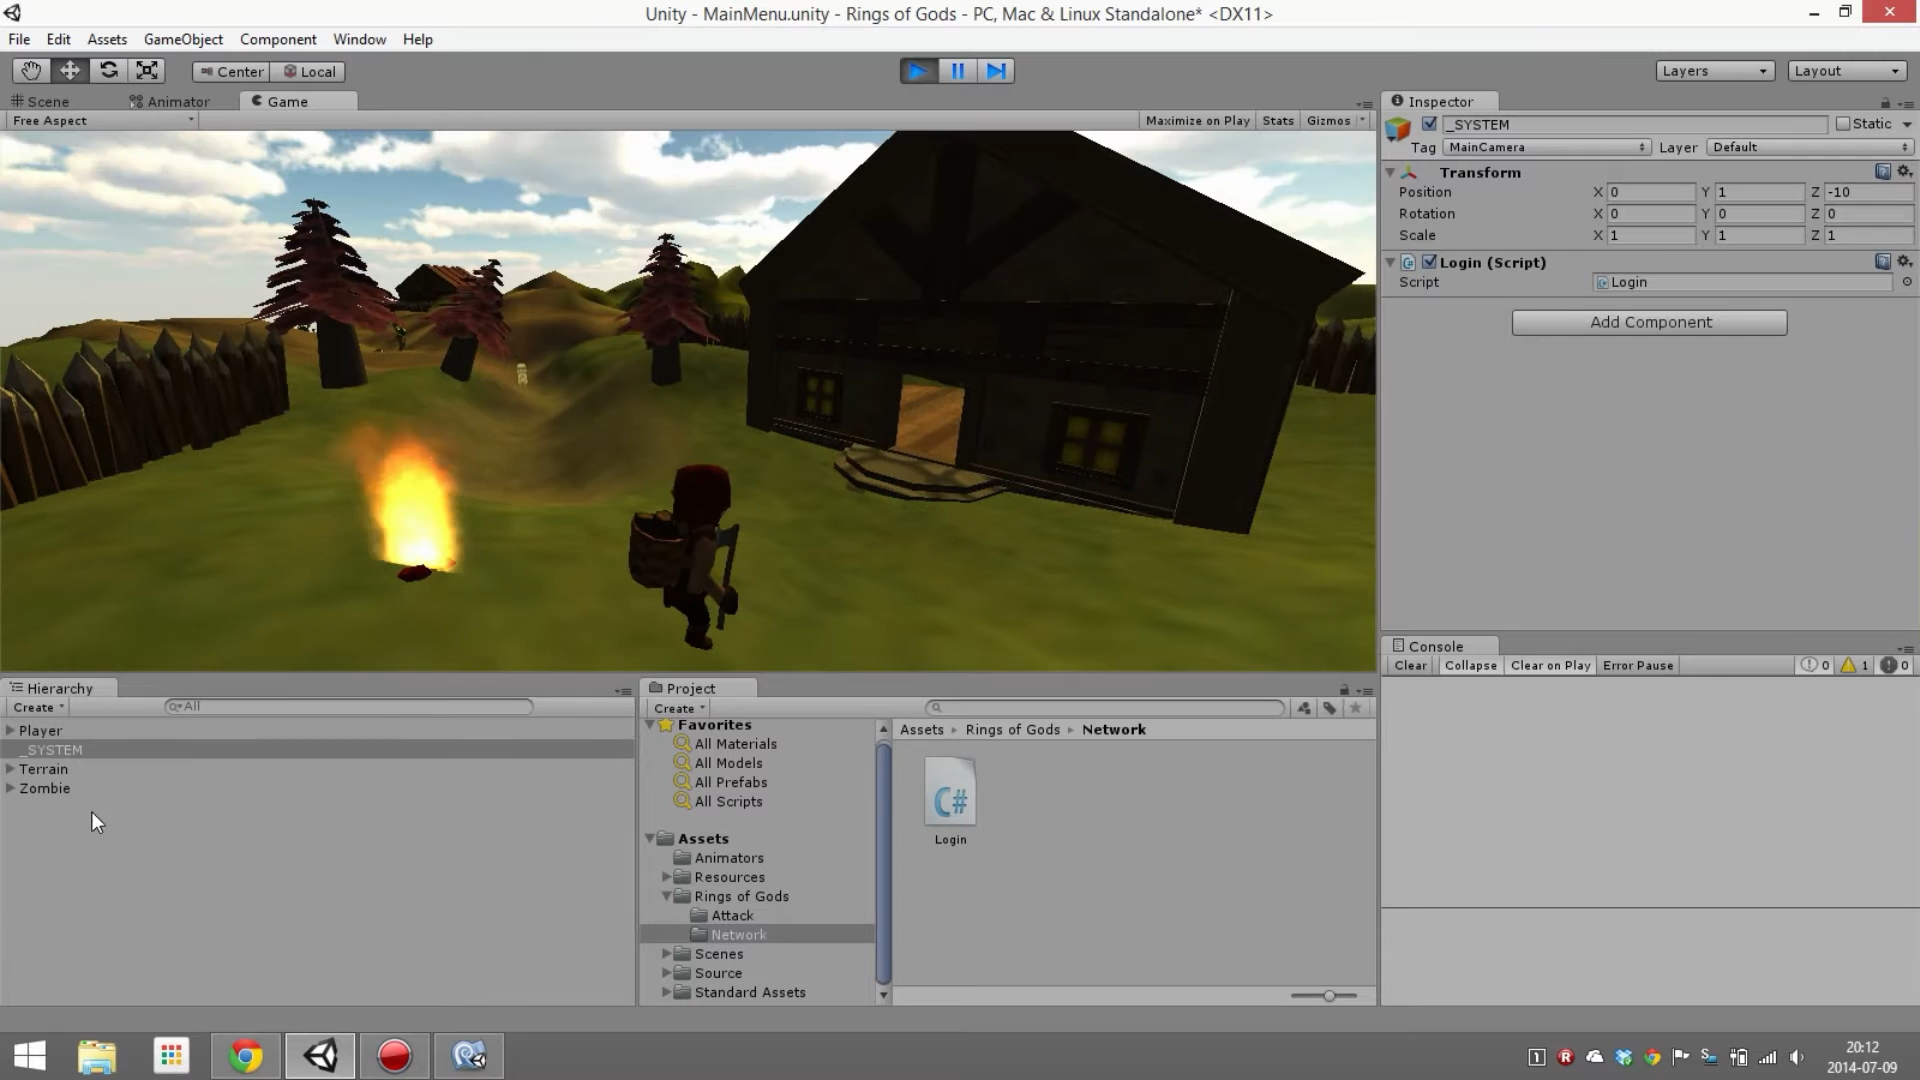 Unity - MainMenu.unity - Rings of Gods - PC, Mac & Linux Standalone* <DX11>
File Edit Assets GameObject Component Window Help
Center Local
Layers Layout
Scene Animator Game
Free Aspect
Maximize on Play Stats Gizmos
Inspector
_SYSTEM Static
Tag MainCamera Layer Default
Transform
Position X 0 Y 1 Z -10
Rotation X 0 Y 0 Z 0
Scale X 1 Y 1 Z 1
Login (Script)
Script Login
Add Component
Console
Clear Collapse Clear on Play Error Pause 0 1 0
Hierarchy
Create All
Player
_SYSTEM
Terrain
Zombie
Project
Create
Favorites
All Materials
All Models
All Prefabs
All Scripts
Assets
Animators
Resources
Rings of Gods
Attack
Network
Scenes
Source
Standard Assets
Assets Rings of Gods Network
C#
Login
20:12
2014-07-09